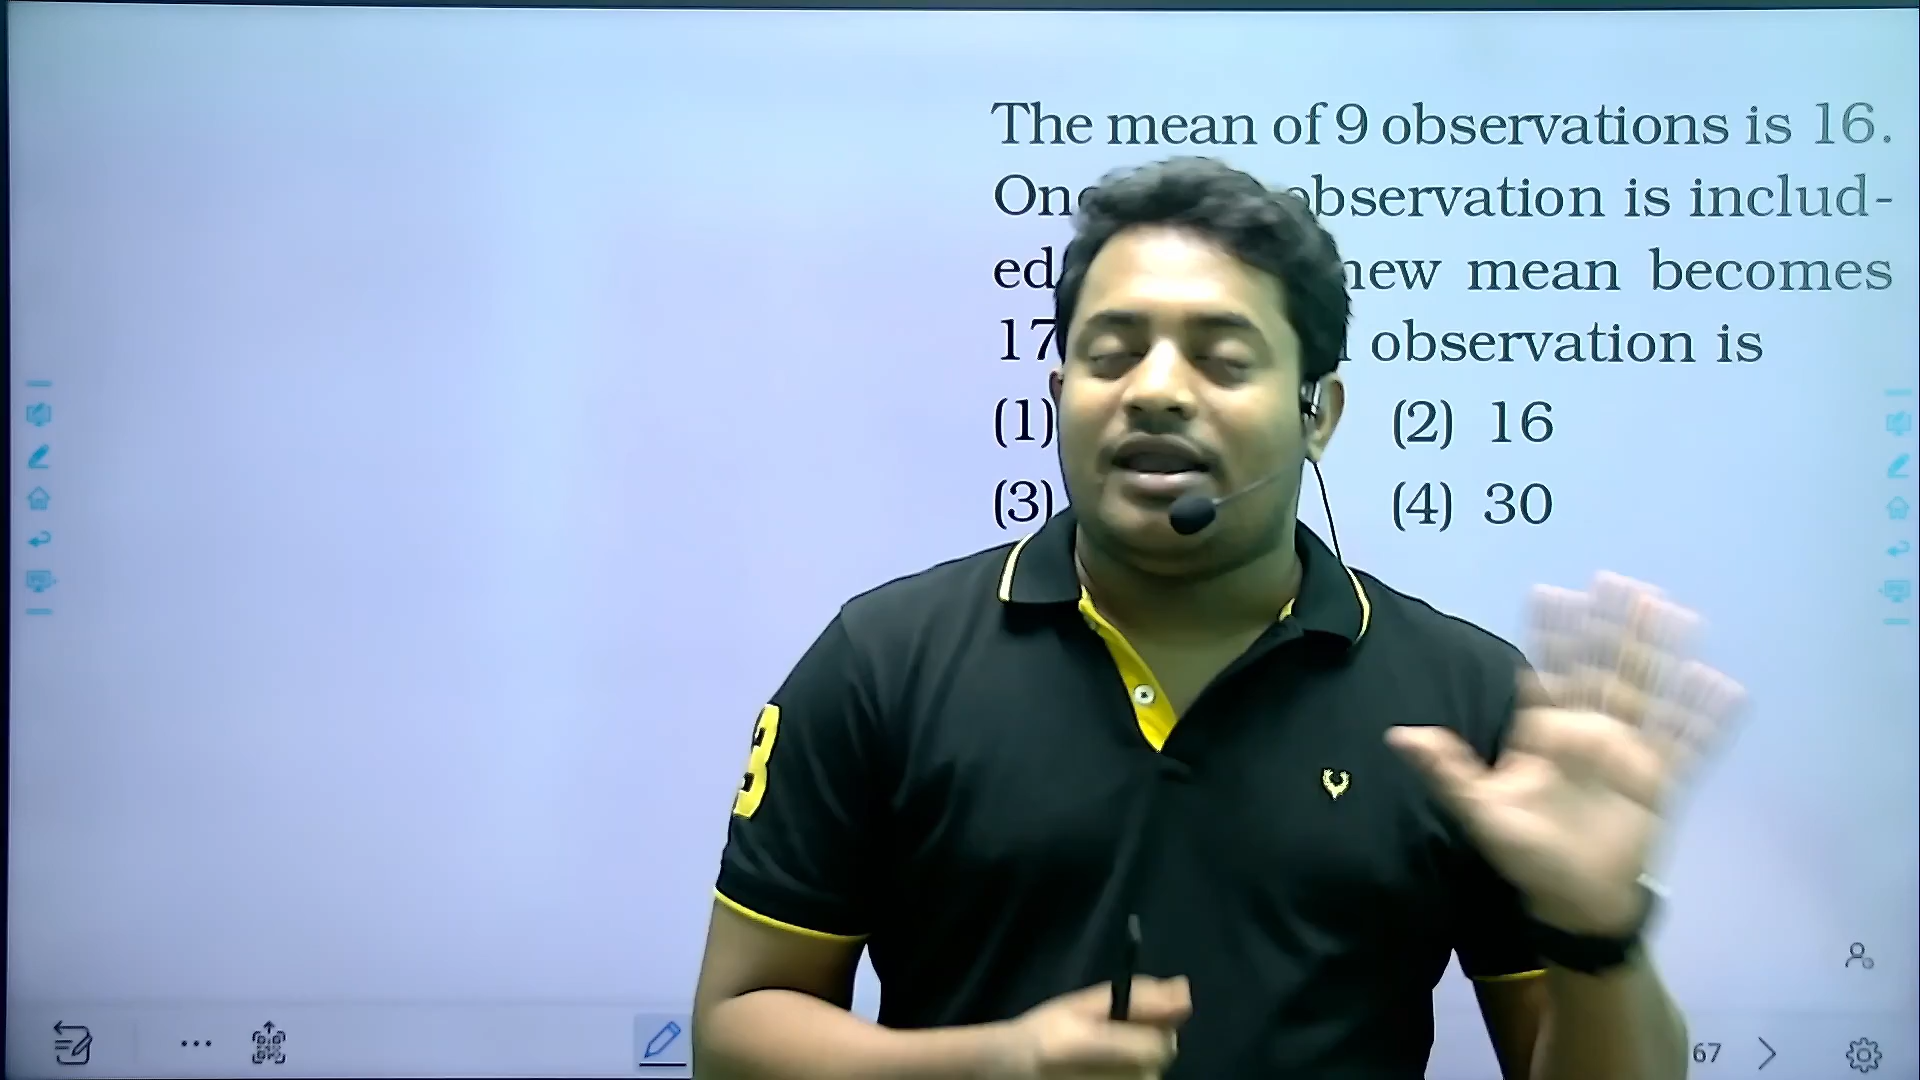 The mean of 9 observations is 16.
observation is includ-
ed new mean becomes
17 observation is
(1) (2) 16
(3) (4) 30
3
67